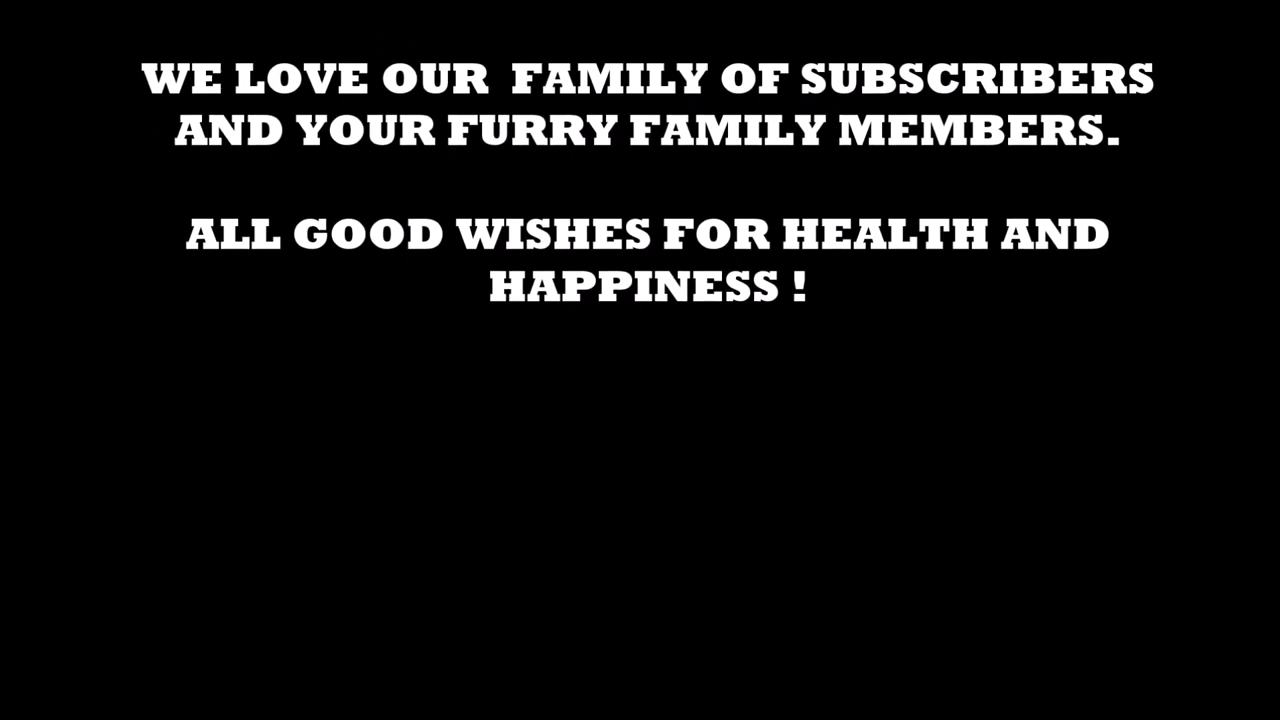 WE LOVE OUR  FAMILY OF SUBSCRIBERS
AND YOUR FURRY FAMILY MEMBERS.
ALL GOOD WISHES FOR HEALTH AND
HAPPINESS !